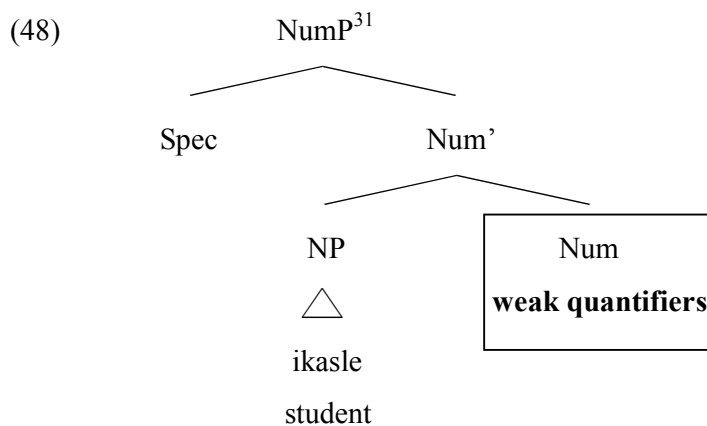 (48) NumP31
Spec Num’
NP Num
weak quantifiers
ikasle
student